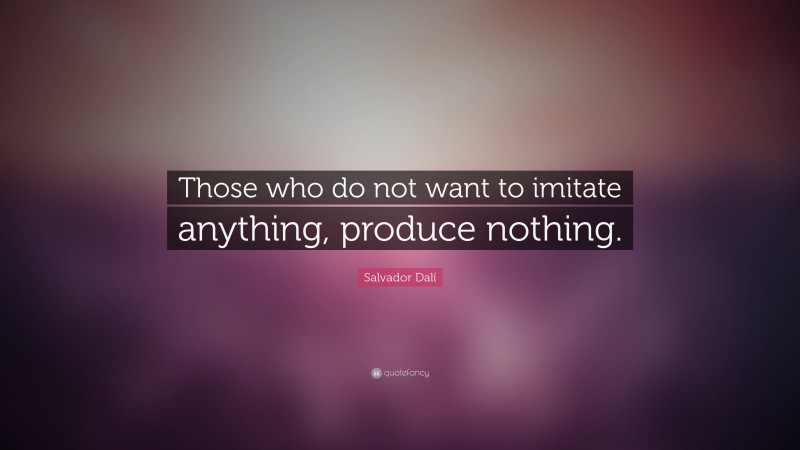 Those who do not want to imitate
anything, produce nothing.
Salvador Dalí
quotefancy